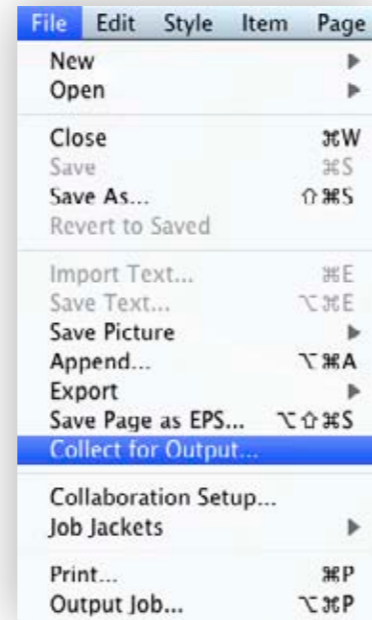 File Edit Style Item Page
New ▶
Open ▶
Close ⌘W
Save ⌘S
Save As... ⇧⌘S
Revert to Saved
Import Text... ⌘E
Save Text... ⌥⌘E
Save Picture ▶
Append... ⌥⌘A
Export ▶
Save Page as EPS... ⌥⇧⌘S
Collect for Output...
Collaboration Setup...
Job Jackets ▶
Print... ⌘P
Output Job... ⌥⌘P